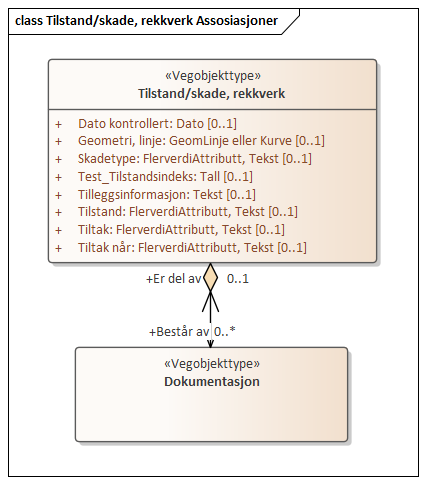 class Tilstand/skade, rekkverk Assosiasjoner
«Vegobjekttype»
Tilstand/skade, rekkverk
+ Dato kontrollert: Dato [0..1]
+ Geometri, linje: GeomLinje eller Kurve [0..1]
+ Skadetype: FlerverdiAttributt, Tekst [0..1]
+ Test_Tilstandsindeks: Tall [0..1]
+ Tilleggsinformasjon: Tekst [0..1]
+ Tilstand: FlerverdiAttributt, Tekst [0..1]
+ Tiltak: FlerverdiAttributt, Tekst [0..1]
+ Tiltak når: FlerverdiAttributt, Tekst [0..1]
+Er del av 0..1
+Består av 0..*
«Vegobjekttype»
Dokumentasjon